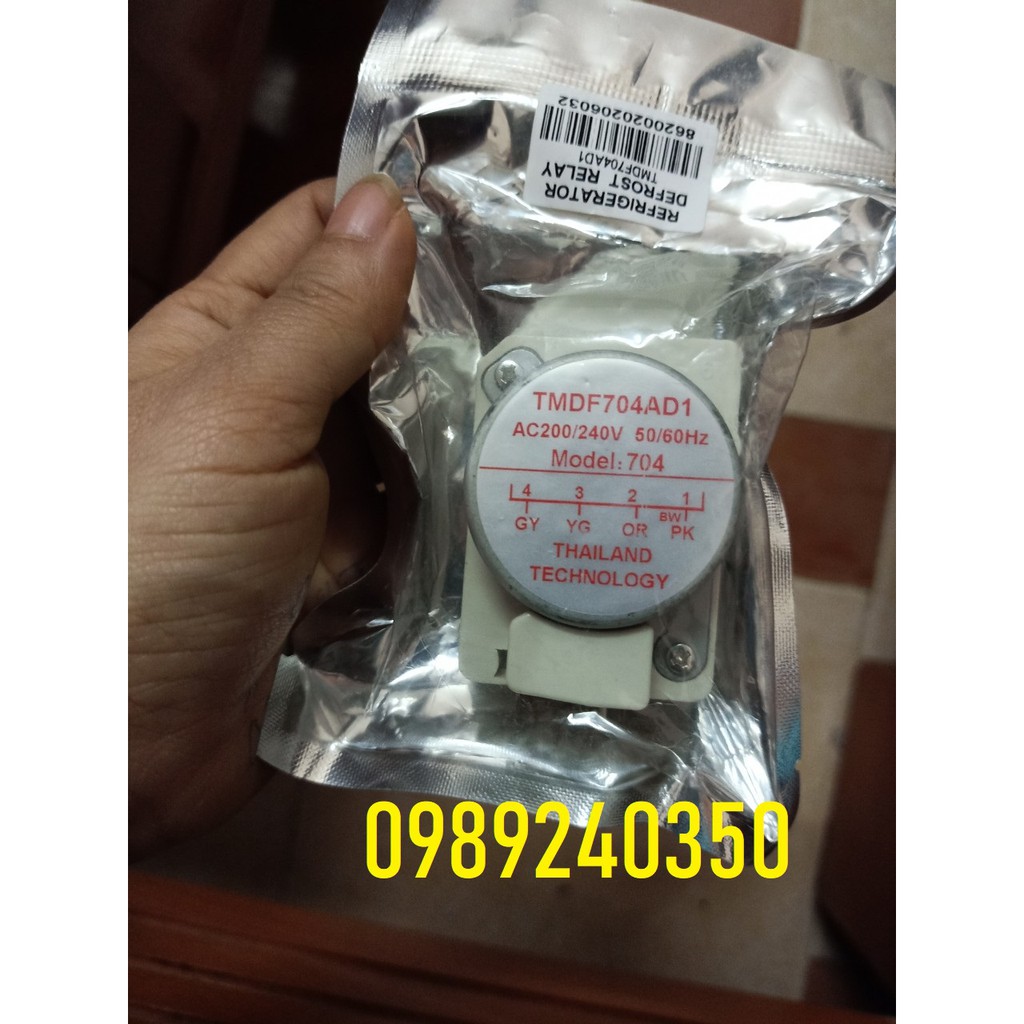 REFRIGERATOR
DEFROST RELAY
TMDF704AD1
8620020206032
TMDF704AD1
AC200/240V 50/60Hz
Model: 704
4 3 2 1
GY YG OR BW PK
THAILAND
TECHNOLOGY
0989240350